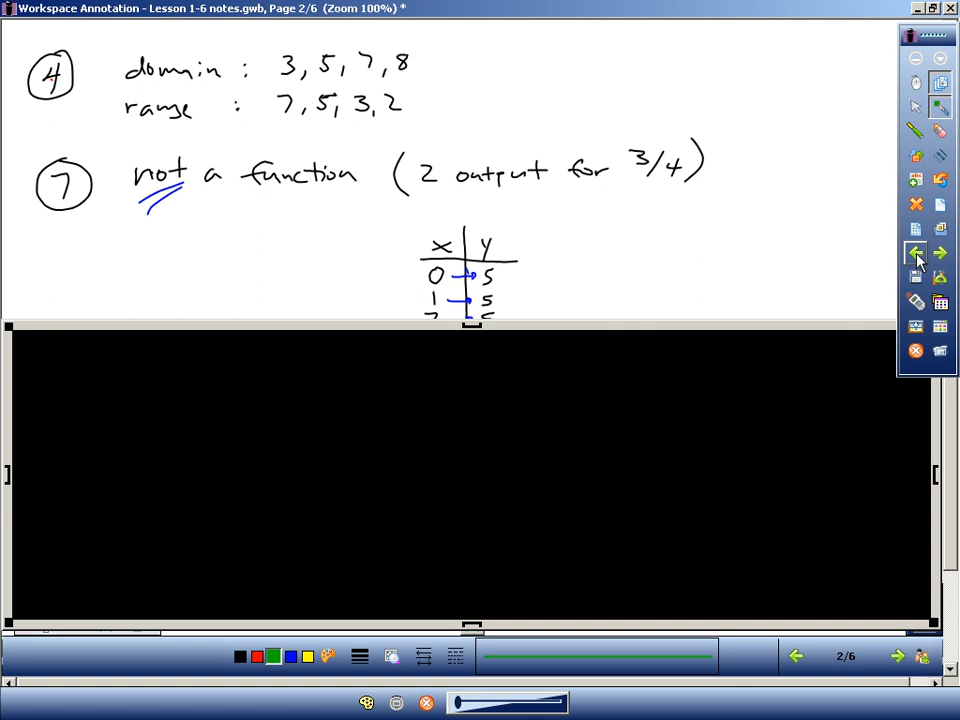 Workspace Annotation - Lesson 1-6 notes.gwb, Page 2/6 (Zoom 100%) *
4 domain : 3, 5, 7, 8
range : 7, 5, 3, 2
7 not a function (2 output for 3/4)
x y
0 5
1 5
2/6